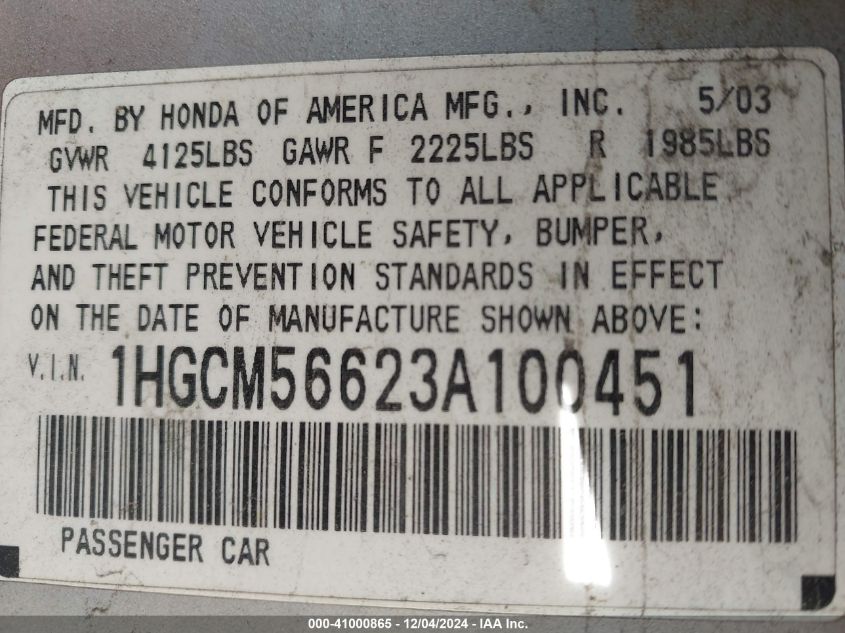 MFD. BY HONDA OF AMERICA MFG., INC. 5/03
GVWR 4125LBS GAWR F 2225LBS R 1985LBS
THIS VEHICLE CONFORMS TO ALL APPLICABLE
FEDERAL MOTOR VEHICLE SAFETY, BUMPER,
AND THEFT PREVENTION STANDARDS IN EFFECT
ON THE DATE OF MANUFACTURE SHOWN ABOVE:
V.I.N. 1HGCM56623A100451
PASSENGER CAR
000-41000865 - 12/04/2024 - IAA Inc.